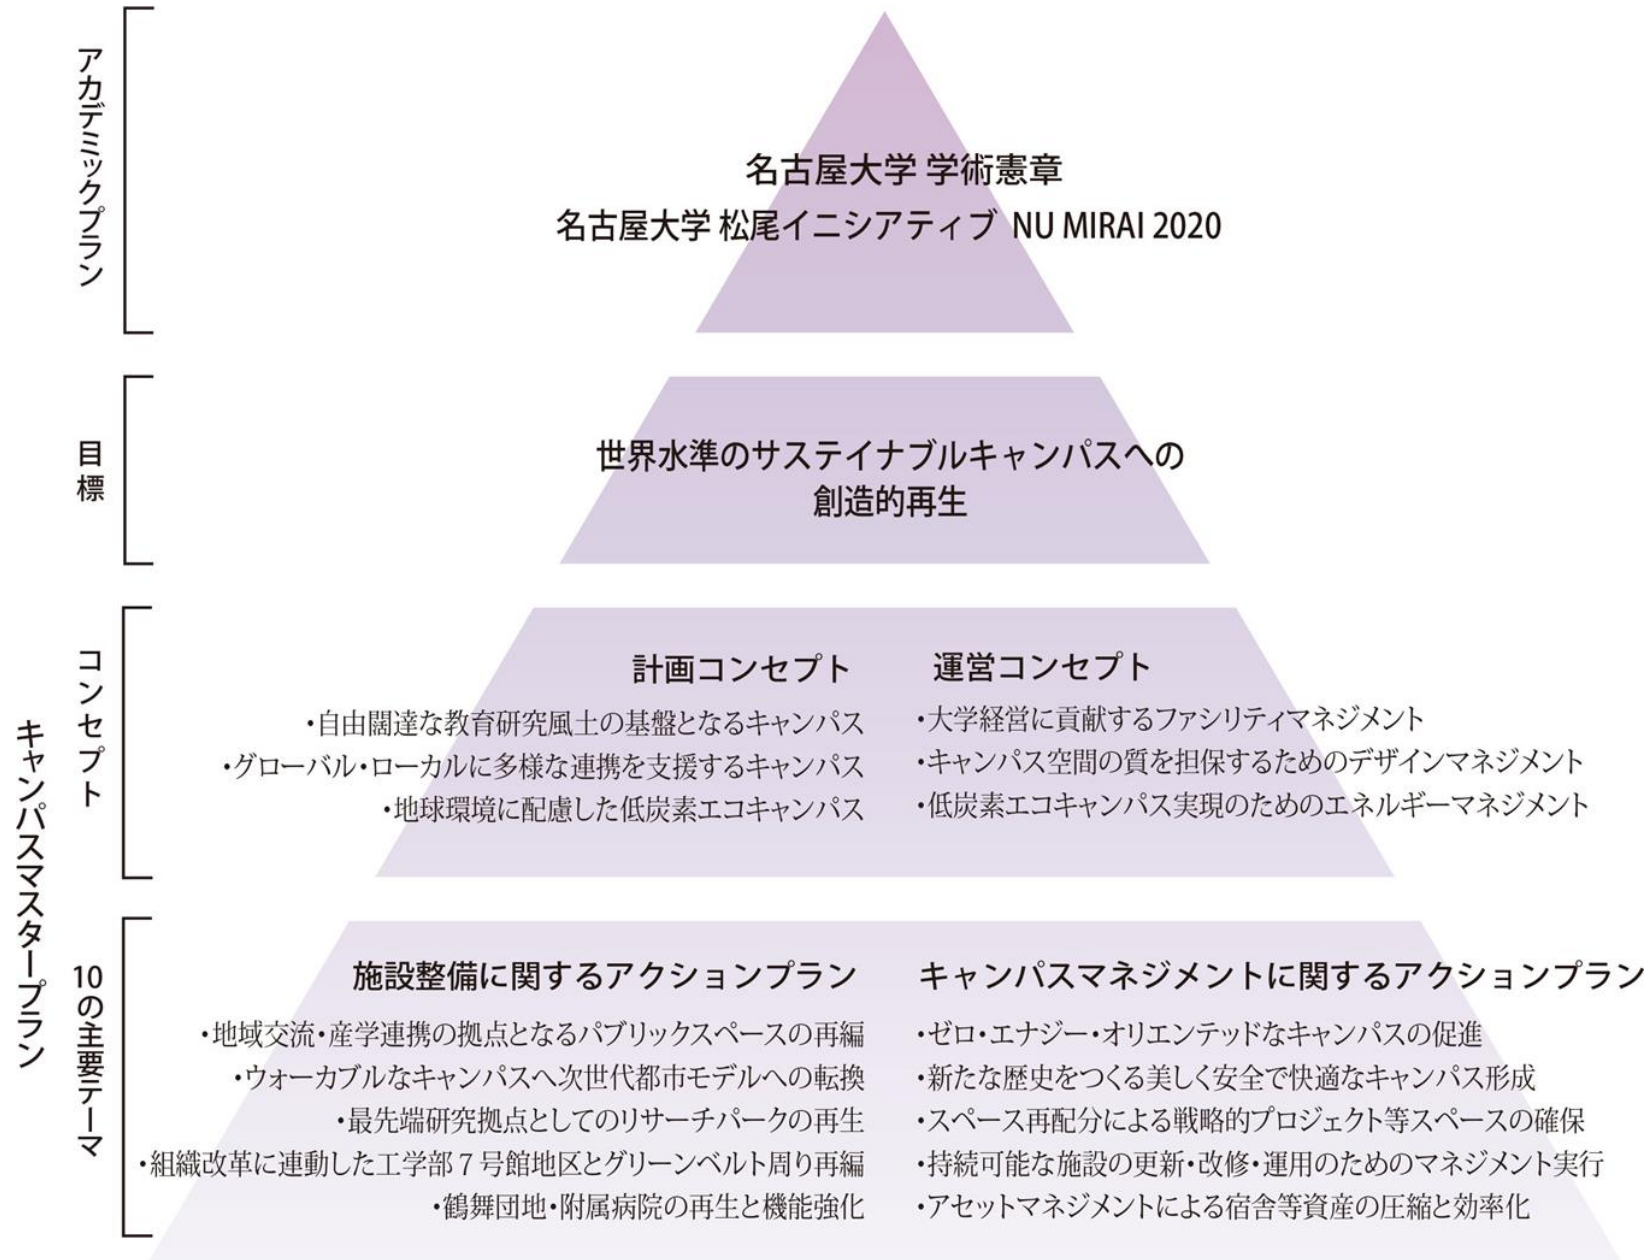 アカデミックプラン
名古屋大学 学術憲章
名古屋大学 松尾イニシアティブ NU MIRAI 2020
目標
世界水準のサステイナブルキャンパスへの
創造的再生
キャンパスマスタープラン
コンセプト
計画コンセプト
・自由闊達な教育研究風土の基盤となるキャンパス
・グローバル・ローカルに多様な連携を支援するキャンパス
・地球環境に配慮した低炭素エコキャンパス
運営コンセプト
・大学経営に貢献するファシリティマネジメント
・キャンパス空間の質を担保するためのデザインマネジメント
・低炭素エコキャンパス実現のためのエネルギーマネジメント
10の主要テーマ
施設整備に関するアクションプラン
・地域交流・産学連携の拠点となるパブリックスペースの再編
・ウォーカブルなキャンパスへ次世代都市モデルへの転換
・最先端研究拠点としてのリサーチパークの再生
・組織改革に連動した工学部7号館地区とグリーンベルト周り再編
・鶴舞団地・附属病院の再生と機能強化
キャンパスマネジメントに関するアクションプラン
・ゼロ・エナジー・オリエンテッドなキャンパスの促進
・新たな歴史をつくる美しく安全で快適なキャンパス形成
・スペース再配分による戦略的プロジェクト等スペースの確保
・持続可能な施設の更新・改修・運用のためのマネジメント実行
・アセットマネジメントによる宿舎等資産の圧縮と効率化